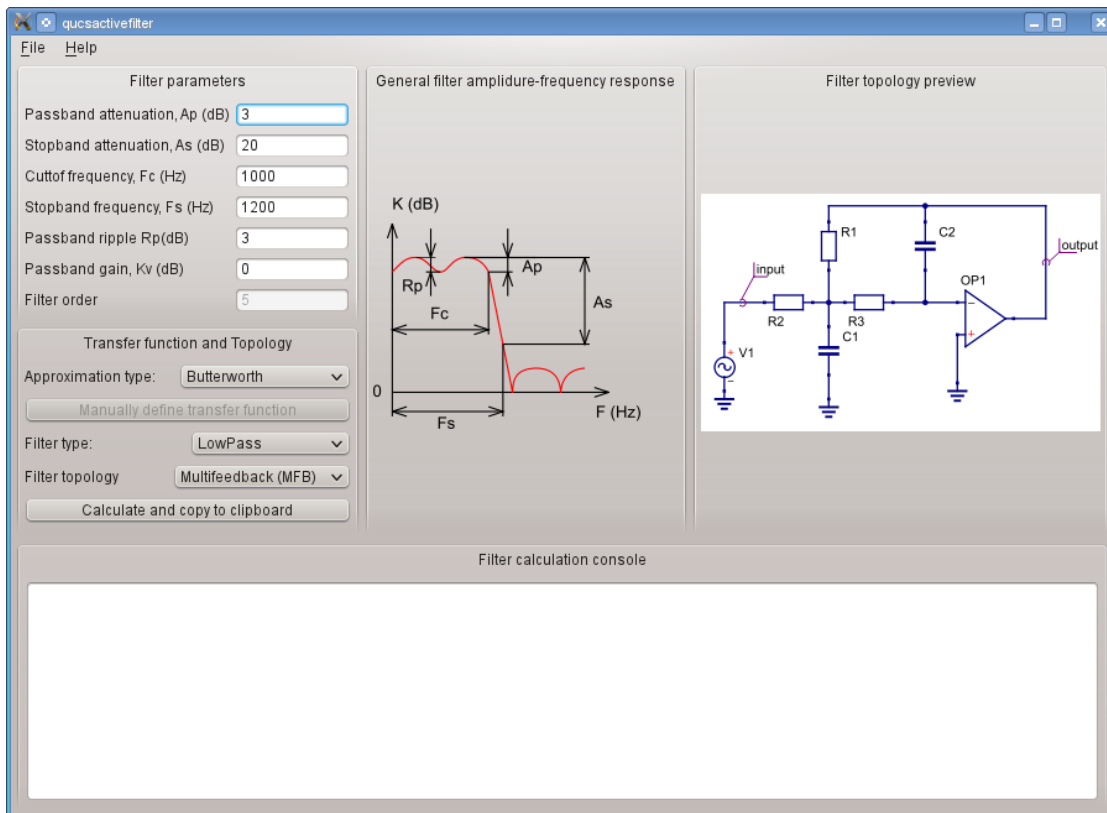 qucsactivefilter
File Help
Filter parameters
Passband attenuation, Ap (dB) 3
Stopband attenuation, As (dB) 20
Cuttof frequency, Fc (Hz) 1000
Stopband frequency, Fs (Hz) 1200
Passband ripple Rp(dB) 3
Passband gain, Kv (dB) 0
Filter order 5
Transfer function and Topology
Approximation type: Butterworth
Manually define transfer function
Filter type: LowPass
Filter topology Multifeedback (MFB)
Calculate and copy to clipboard
General filter amplidure-frequency response
K (dB)
Rp
Ap
As
Fc
0
Fs
F (Hz)
Filter topology preview
R1
C2
input
output
OP1
R2
R3
C1
V1
Filter calculation console